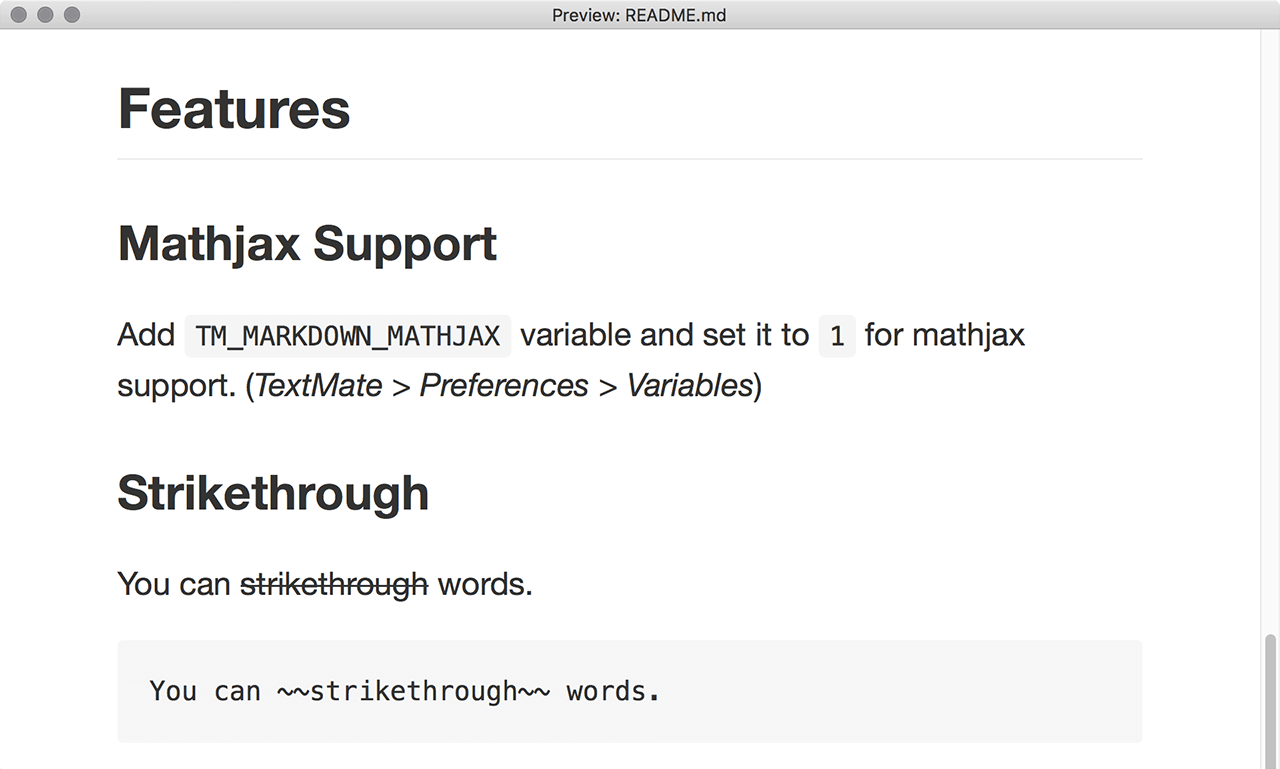 Preview: README.md
Features
Mathjax Support
Add TM_MARKDOWN_MATHJAX variable and set it to 1 for mathjax
support. (TextMate > Preferences > Variables)
Strikethrough
You can strikethrough words.
You can ~~strikethrough~~ words.